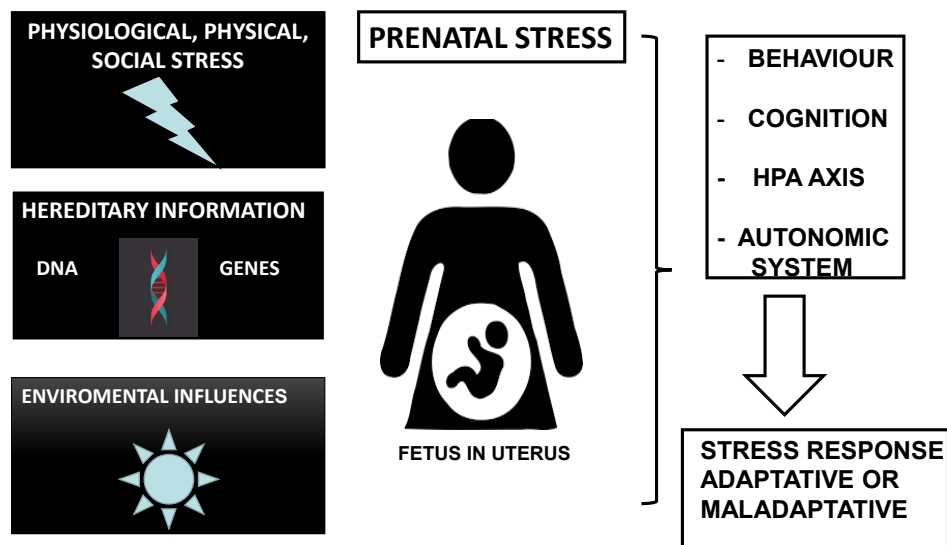 PHYSIOLOGICAL, PHYSICAL,
SOCIAL STRESS
HEREDITARY INFORMATION
DNA GENES
ENVIROMENTAL INFLUENCES
PRENATAL STRESS
FETUS IN UTERUS
- BEHAVIOUR
- COGNITION
- HPA AXIS
- AUTONOMIC
SYSTEM
STRESS RESPONSE
ADAPTATIVE OR
MALADAPTATIVE